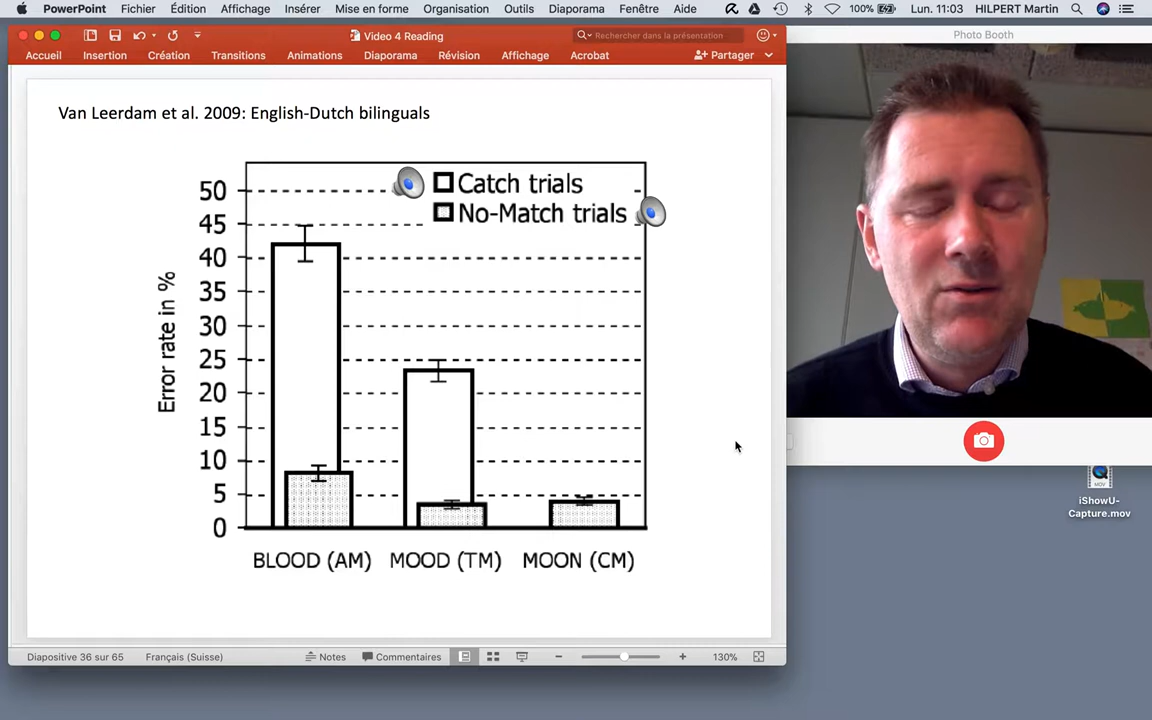 PowerPoint Fichier Édition Affichage Insérer Mise en forme Organisation Outils Diaporama Fenêtre Aide 100% Lun. 11:03 HILPERT Martin
Video 4 Reading
Rechercher dans la présentation
Photo Booth
Accueil Insertion Création Transitions Animations Diaporama Révision Affichage Acrobat Partager
Van Leerdam et al. 2009: English-Dutch bilinguals
Catch trials
No-Match trials
Error rate in %
50
45
40
35
30
25
20
15
10
5
0
BLOOD (AM) MOOD (TM) MOON (CM)
MOV
iShowU-
Capture.mov
Diapositive 36 sur 65 Français (Suisse) Notes Commentaires 130%